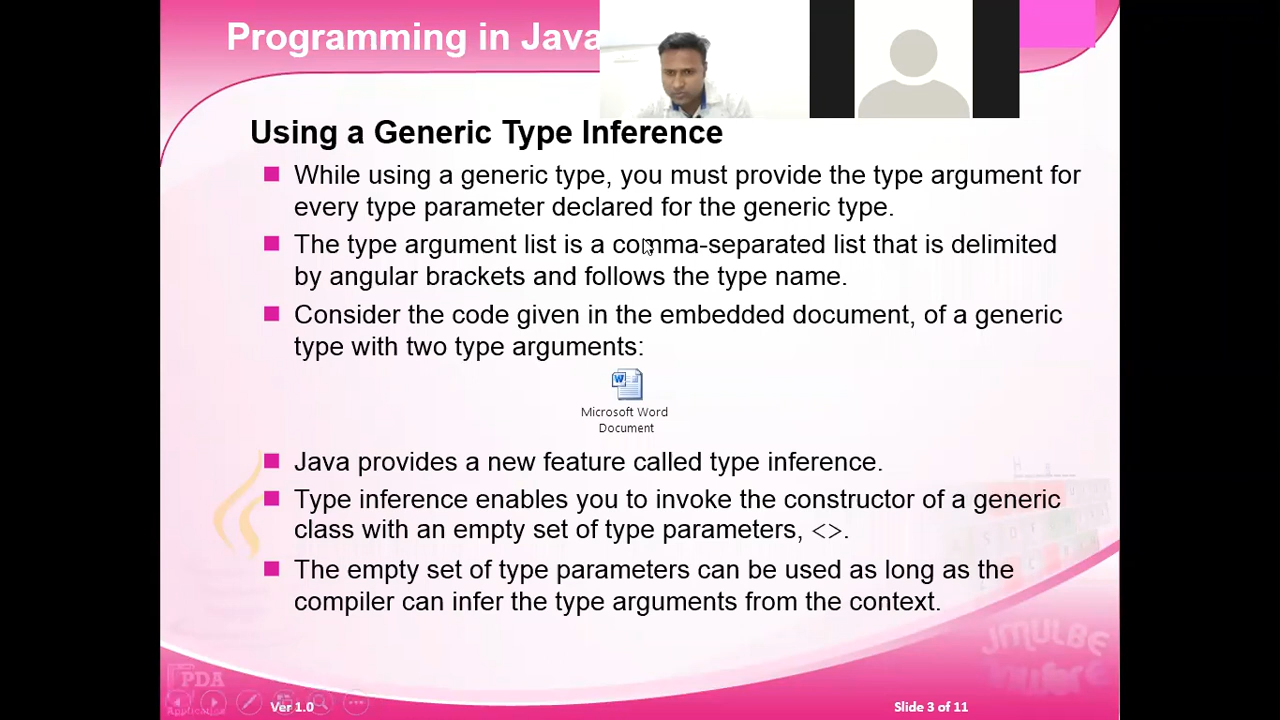 Programming in Java
Using a Generic Type Inference
While using a generic type, you must provide the type argument for
every type parameter declared for the generic type.
The type argument list is a comma-separated list that is delimited
by angular brackets and follows the type name.
Consider the code given in the embedded document, of a generic
type with two type arguments:
Microsoft Word
Document
Java provides a new feature called type inference.
Type inference enables you to invoke the constructor of a generic
class with an empty set of type parameters, <>.
The empty set of type parameters can be used as long as the
compiler can infer the type arguments from the context.
JMULBE
PDA
Application
Ver 1.0
Slide 3 of 11